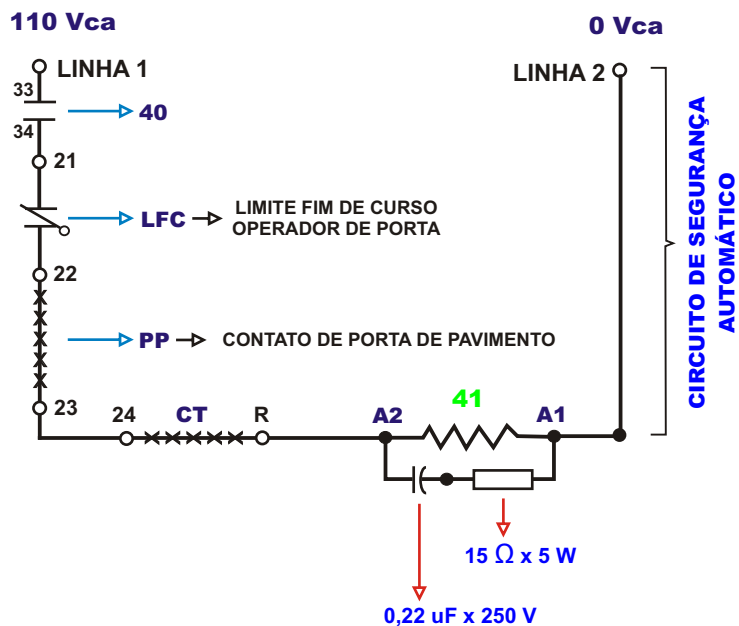 110 Vca
0 Vca
LINHA 1
LINHA 2
33
34
40
21
LFC
LIMITE FIM DE CURSO
OPERADOR DE PORTA
22
PP
CONTATO DE PORTA DE PAVIMENTO
23
24
CT
R
A2
41
A1
15 Ω x 5 W
0,22 uF x 250 V
CIRCUITO DE SEGURANÇA
AUTOMÁTICO